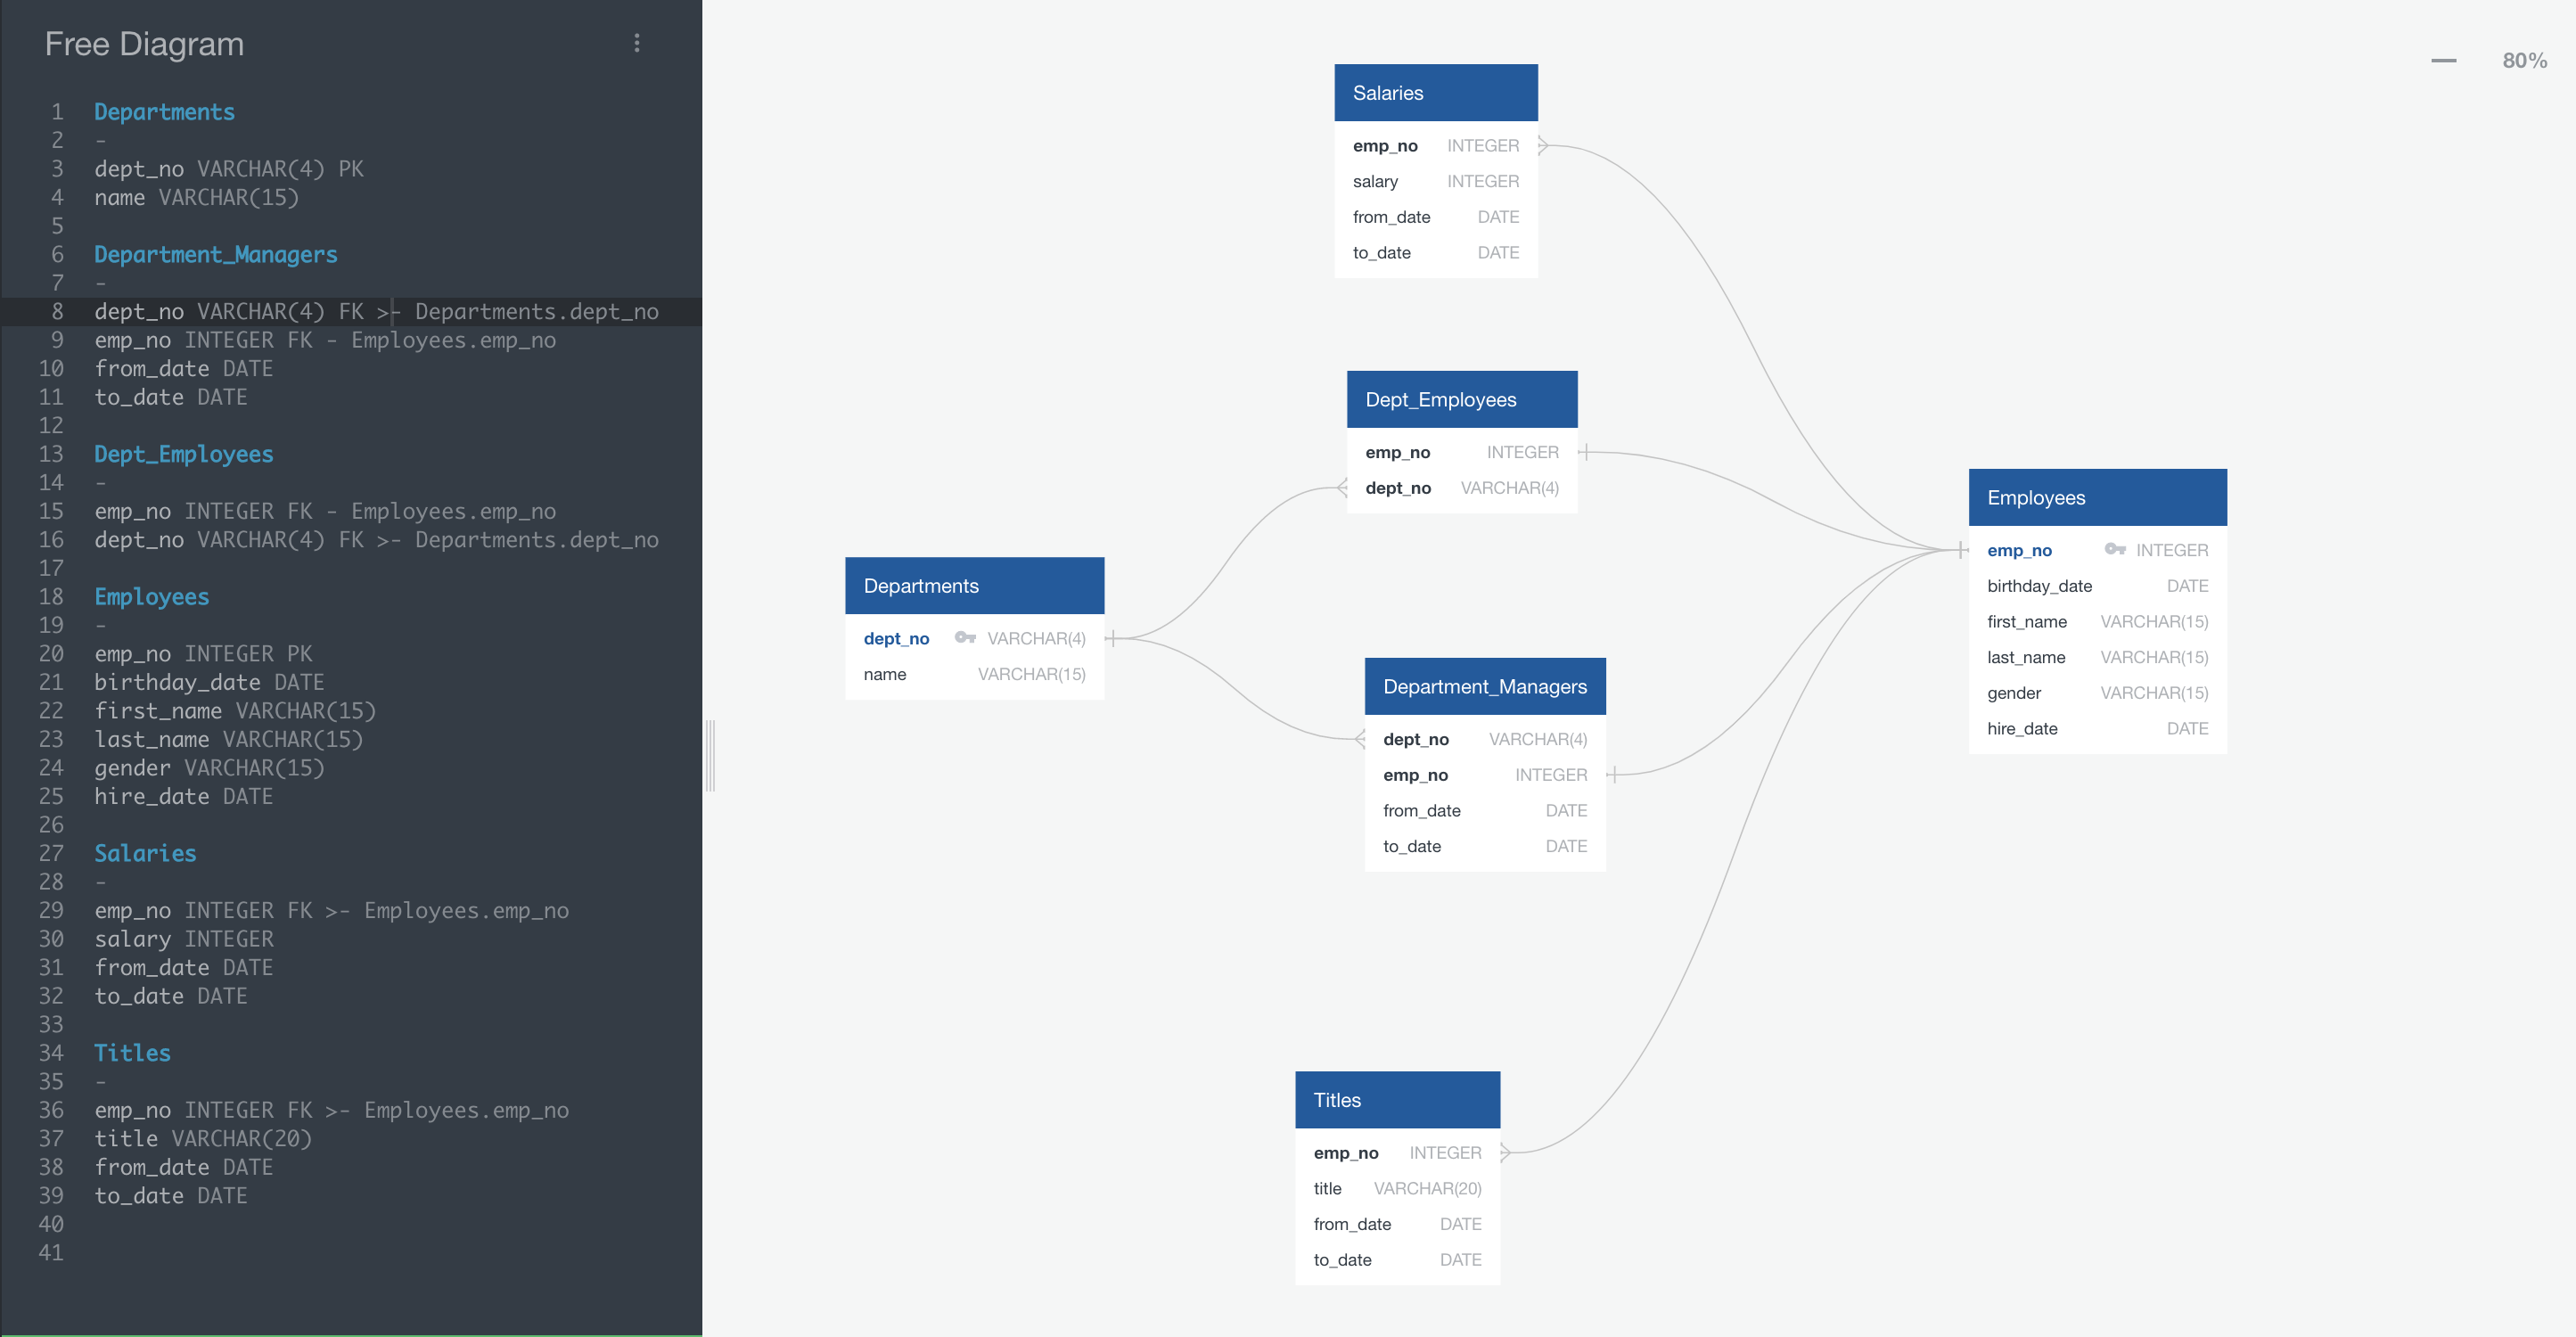 Free Diagram
1 Departments
2 -
3 dept_no VARCHAR(4) PK
4 name VARCHAR(15)
5
6 Department_Managers
7 -
8 dept_no VARCHAR(4) FK >- Departments.dept_no
9 emp_no INTEGER FK - Employees.emp_no
10 from_date DATE
11 to_date DATE
12
13 Dept_Employees
14 -
15 emp_no INTEGER FK - Employees.emp_no
16 dept_no VARCHAR(4) FK >- Departments.dept_no
17
18 Employees
19 -
20 emp_no INTEGER PK
21 birthday_date DATE
22 first_name VARCHAR(15)
23 last_name VARCHAR(15)
24 gender VARCHAR(15)
25 hire_date DATE
26
27 Salaries
28 -
29 emp_no INTEGER FK >- Employees.emp_no
30 salary INTEGER
31 from_date DATE
32 to_date DATE
33
34 Titles
35 -
36 emp_no INTEGER FK >- Employees.emp_no
37 title VARCHAR(20)
38 from_date DATE
39 to_date DATE
40
41
80%
Salaries
emp_no INTEGER
salary INTEGER
from_date DATE
to_date DATE
Dept_Employees
emp_no INTEGER
dept_no VARCHAR(4)
Departments
dept_no VARCHAR(4)
name VARCHAR(15)
Department_Managers
dept_no VARCHAR(4)
emp_no INTEGER
from_date DATE
to_date DATE
Employees
emp_no INTEGER
birthday_date DATE
first_name VARCHAR(15)
last_name VARCHAR(15)
gender VARCHAR(15)
hire_date DATE
Titles
emp_no INTEGER
title VARCHAR(20)
from_date DATE
to_date DATE